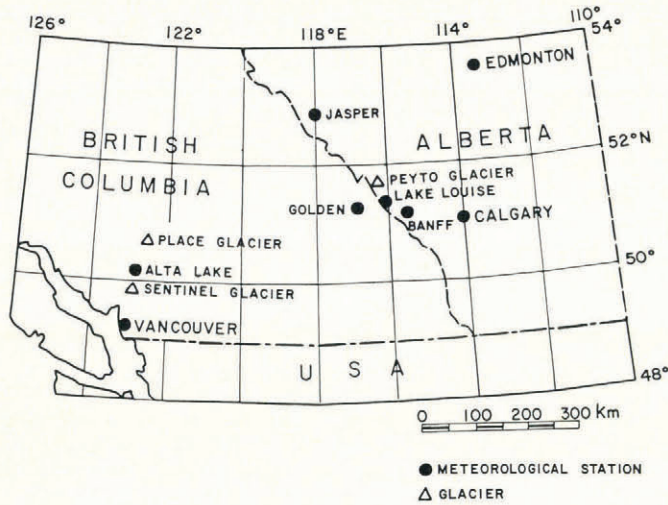 126°
122°
118°E
114°
110°
54°
EDMONTON
JASPER
BRITISH
ALBERTA
52°N
COLUMBIA
PEYTO GLACIER
LAKE LOUISE
GOLDEN
BANFF
CALGARY
PLACE GLACIER
ALTA LAKE
50°
SENTINEL GLACIER
VANCOUVER
USA
48°
0 100 200 300 km
METEOROLOGICAL STATION
GLACIER